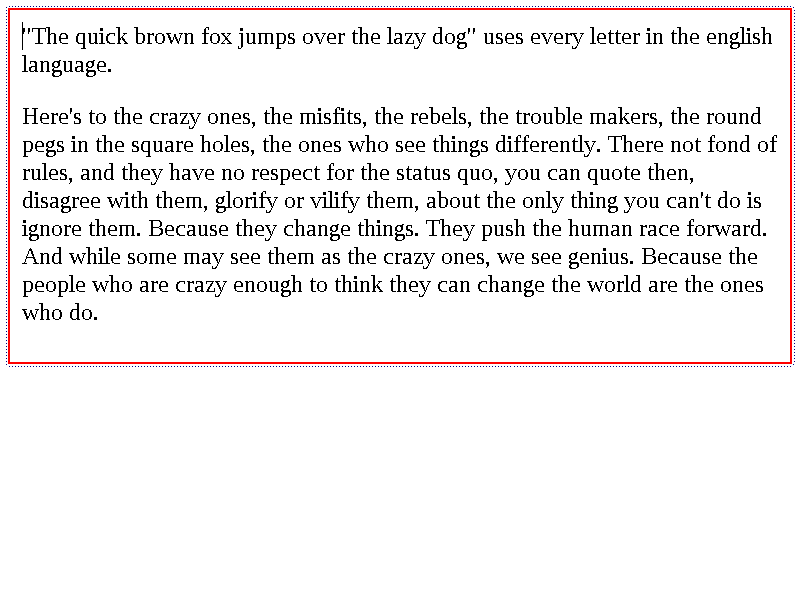 "The quick brown fox jumps over the lazy dog" uses every letter in the english
language.
Here's to the crazy ones, the misfits, the rebels, the trouble makers, the round
pegs in the square holes, the ones who see things differently. There not fond of
rules, and they have no respect for the status quo, you can quote then,
disagree with them, glorify or vilify them, about the only thing you can't do is
ignore them. Because they change things. They push the human race forward.
And while some may see them as the crazy ones, we see genius. Because the
people who are crazy enough to think they can change the world are the ones
who do.